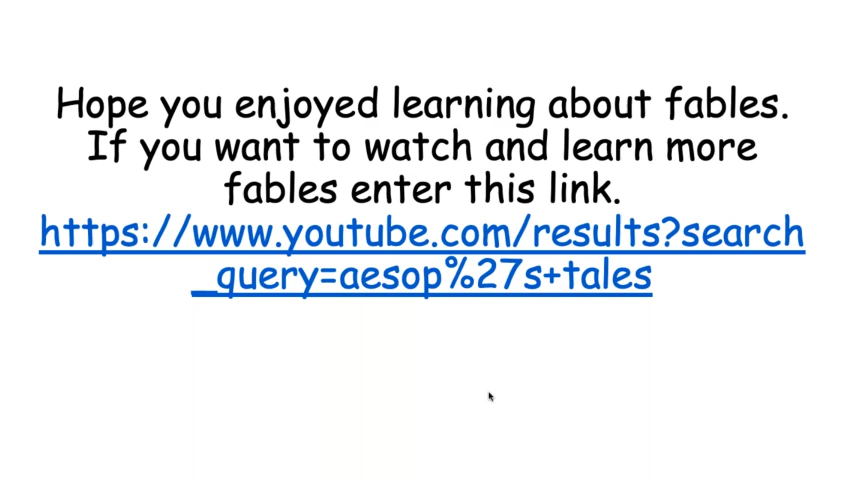 Hope you enjoyed learning about fables.
If you want to watch and learn more
fables enter this link.
https://www.youtube.com/results?search
_query=aesop%27s+tales